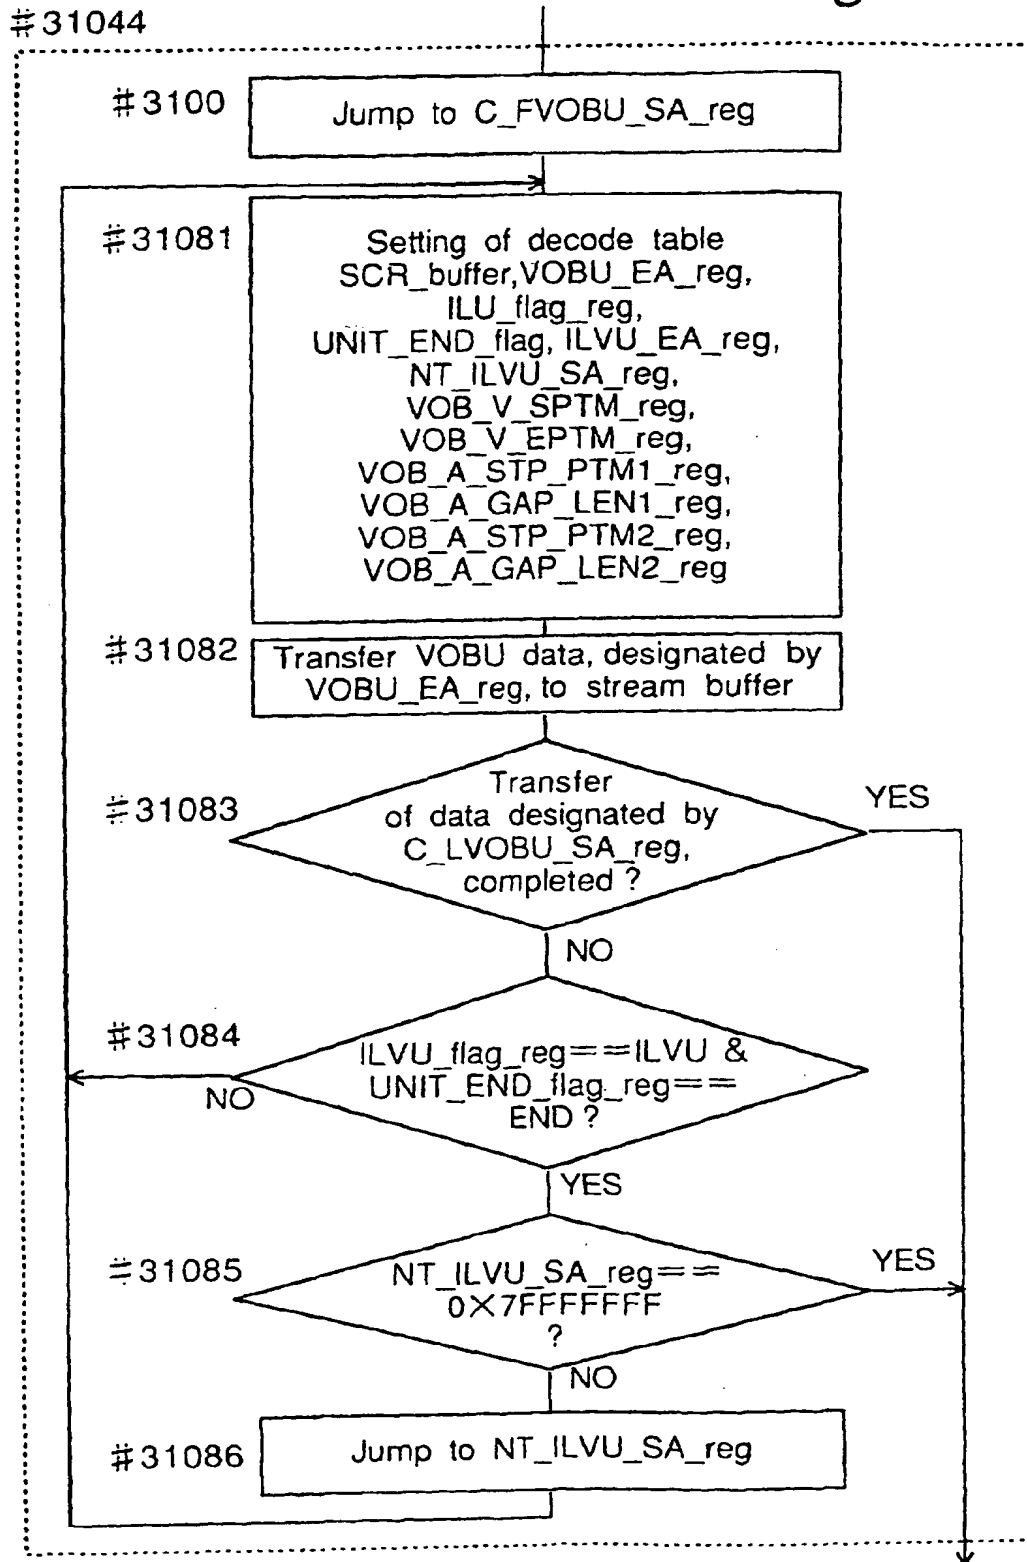 #31044
#3100
Jump to C_FVOBU_SA_reg
#31081
Setting of decode table
SCR_buffer,VOBU_EA_reg,
ILU_flag_reg,
UNIT_END_flag, ILVU_EA_reg,
NT_ILVU_SA_reg,
VOB_V_SPTM_reg,
VOB_V_EPTM_reg,
VOB_A_STP_PTM1_reg,
VOB_A_GAP_LEN1_reg,
VOB_A_STP_PTM2_reg,
VOB_A_GAP_LEN2_reg
#31082
Transfer VOBU data, designated by
VOBU_EA_reg, to stream buffer
#31083
Transfer
of data designated by
C_LVOBU_SA_reg,
completed ?
YES
NO
#31084
ILVU_flag_reg==ILVU &
UNIT_END_flag_reg==
END ?
NO
YES
#31085
NT_ILVU_SA_reg==
0X7FFFFFFF
?
YES
NO
#31086
Jump to NT_ILVU_SA_reg